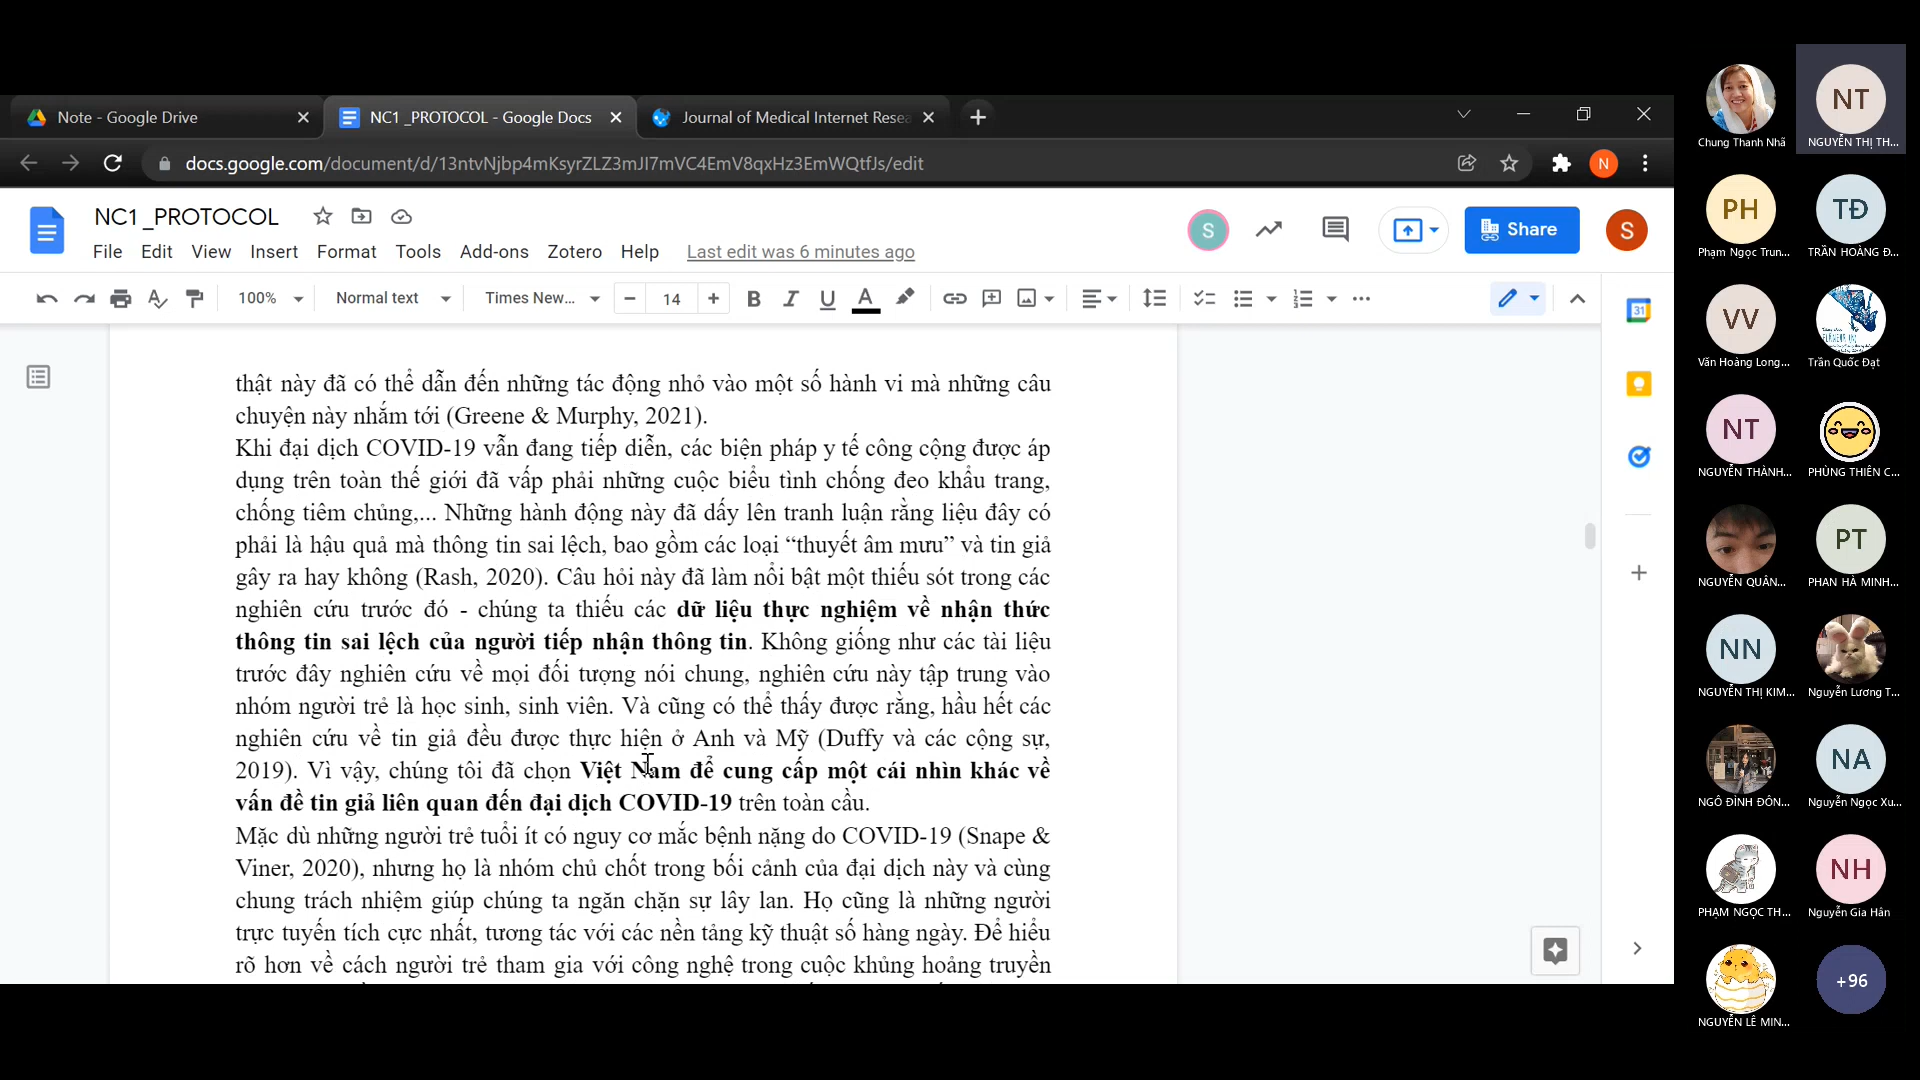 Note - Google Drive
NC1 _PROTOCOL - Google Docs
Journal of Medical Internet Resea
docs.google.com/document/d/13ntvNjbp4mKsyrZLZ3mJI7mVC4EmV8qxHz3EmWQtfJs/edit
N
NC1 _PROTOCOL
File Edit View Insert Format Tools Add-ons Zotero Help Last edit was 6 minutes ago
S
Share
S
100% Normal text Times New... 14 B I U A
31
thật này đã có thể dẫn đến những tác động nhỏ vào một số hành vi mà những câu
chuyện này nhắm tới (Greene & Murphy, 2021).
Khi đại dịch COVID-19 vẫn đang tiếp diễn, các biện pháp y tế công cộng được áp
dụng trên toàn thế giới đã vấp phải những cuộc biểu tình chống đeo khẩu trang,
chống tiêm chủng,... Những hành động này đã dấy lên tranh luận rằng liệu đây có
phải là hậu quả mà thông tin sai lệch, bao gồm các loại “thuyết âm mưu” và tin giả
gây ra hay không (Rash, 2020). Câu hỏi này đã làm nổi bật một thiếu sót trong các
nghiên cứu trước đó - chúng ta thiếu các dữ liệu thực nghiệm về nhận thức
thông tin sai lệch của người tiếp nhận thông tin. Không giống như các tài liệu
trước đây nghiên cứu về mọi đối tượng nói chung, nghiên cứu này tập trung vào
nhóm người trẻ là học sinh, sinh viên. Và cũng có thể thấy được rằng, hầu hết các
nghiên cứu về tin giả đều được thực hiện ở Anh và Mỹ (Duffy và các cộng sự,
2019). Vì vậy, chúng tôi đã chọn Việt Nam để cung cấp một cái nhìn khác về
vấn đề tin giả liên quan đến đại dịch COVID-19 trên toàn cầu.
Mặc dù những người trẻ tuổi ít có nguy cơ mắc bệnh nặng do COVID-19 (Snape &
Viner, 2020), nhưng họ là nhóm chủ chốt trong bối cảnh của đại dịch này và cùng
chung trách nhiệm giúp chúng ta ngăn chặn sự lây lan. Họ cũng là những người
trực tuyến tích cực nhất, tương tác với các nền tảng kỹ thuật số hàng ngày. Để hiểu
rõ hơn về cách người trẻ tham gia với công nghệ trong cuộc khủng hoảng truyền
Chung Thanh Nhã
NT
NGUYỄN THỊ TH...
PH
Phạm Ngọc Trun...
TĐ
TRẦN HOÀNG Đ...
VV
Văn Hoàng Long...
Trần Quốc Đạt
NT
NGUYỄN THÀNH...
PHÙNG THIÊN C...
NGUYỄN QUÂN...
PT
PHAN HÀ MINH...
NN
NGUYỄN THỊ KIM...
Nguyễn Lương T...
NGÔ ĐÌNH ĐÔN...
NA
Nguyễn Ngọc Xu...
PHẠM NGỌC TH...
NH
Nguyễn Gia Hân
NGUYỄN LÊ MIN...
+96